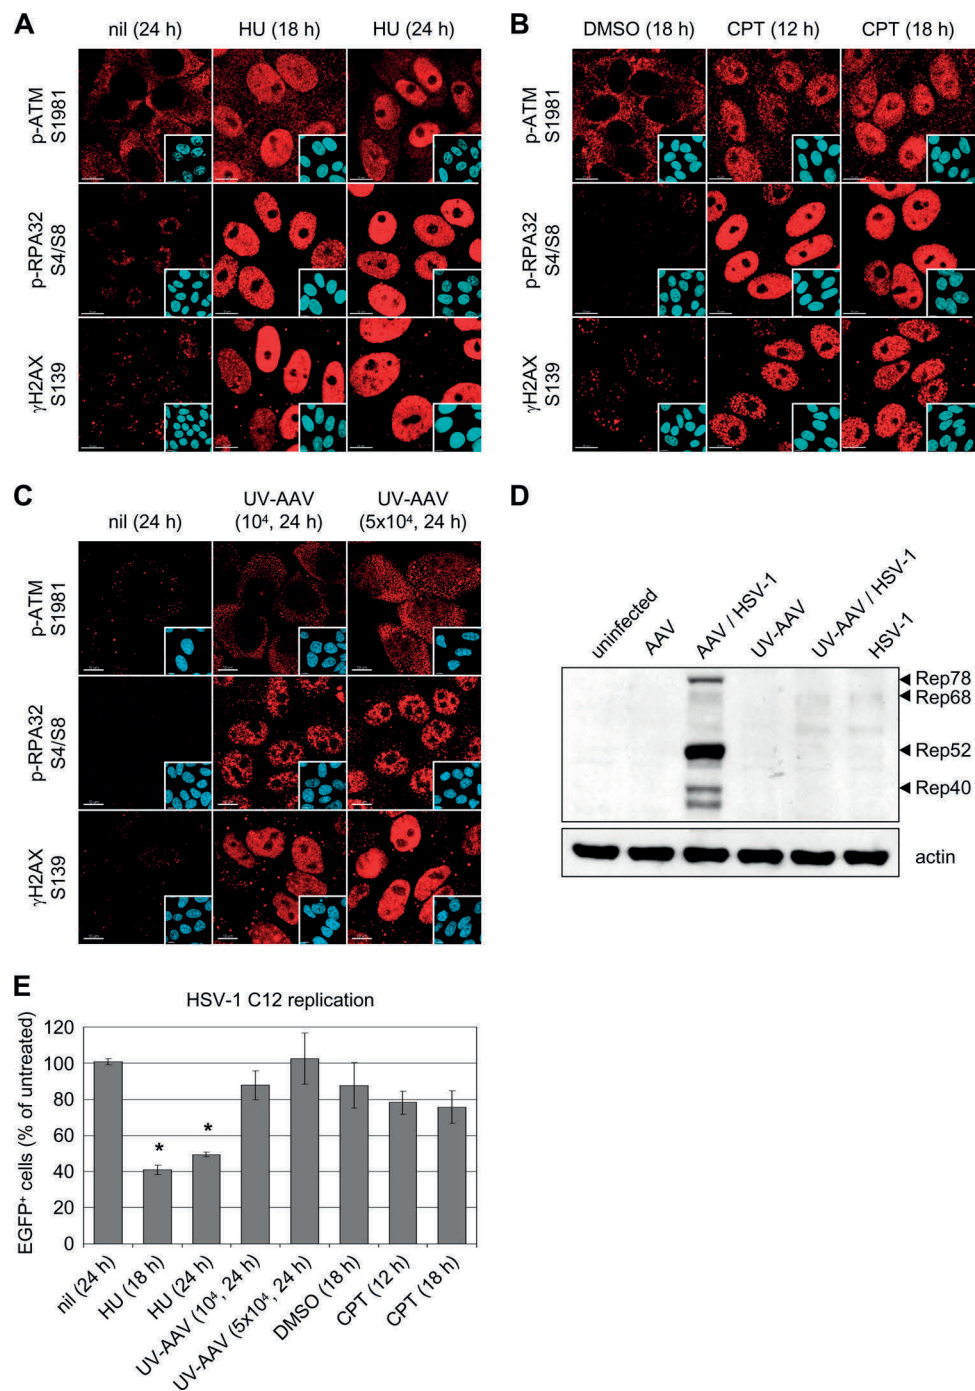 A
nil (24 h)
HU (18 h)
HU (24 h)
p-ATM
S1981
p-RPA32
S4/S8
γH2AX
S139
B
DMSO (18 h)
CPT (12 h)
CPT (18 h)
p-ATM
S1981
p-RPA32
S4/S8
γH2AX
S139
C
nil (24 h)
UV-AAV
(10⁴, 24 h)
UV-AAV
(5x10⁴, 24 h)
p-ATM
S1981
p-RPA32
S4/S8
γH2AX
S139
D
uninfected
AAV
AAV / HSV-1
UV-AAV
UV-AAV / HSV-1
HSV-1
Rep78
Rep68
Rep52
Rep40
actin
E
HSV-1 C12 replication
EGFP⁺ cells (% of untreated)
120
100
80
60
40
20
0
*
*
nil (24 h)
HU (18 h)
HU (24 h)
UV-AAV (10⁴, 24 h)
UV-AAV (5x10⁴, 24 h)
DMSO (18 h)
CPT (12 h)
CPT (18 h)